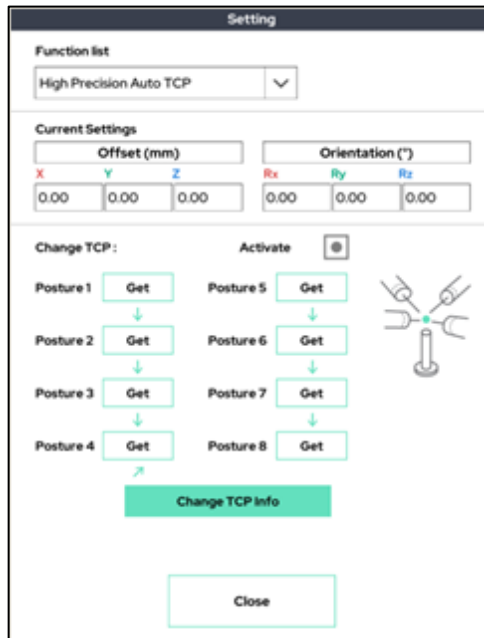 Setting
Function list
High Precision Auto TCP
Current Settings
Offset (mm) Orientation (°)
X Y Z Rx Ry Rz
0.00 0.00 0.00 0.00 0.00 0.00
Change TCP : Activate
Posture 1 Get Posture 5 Get
Posture 2 Get Posture 6 Get
Posture 3 Get Posture 7 Get
Posture 4 Get Posture 8 Get
Change TCP Info
Close